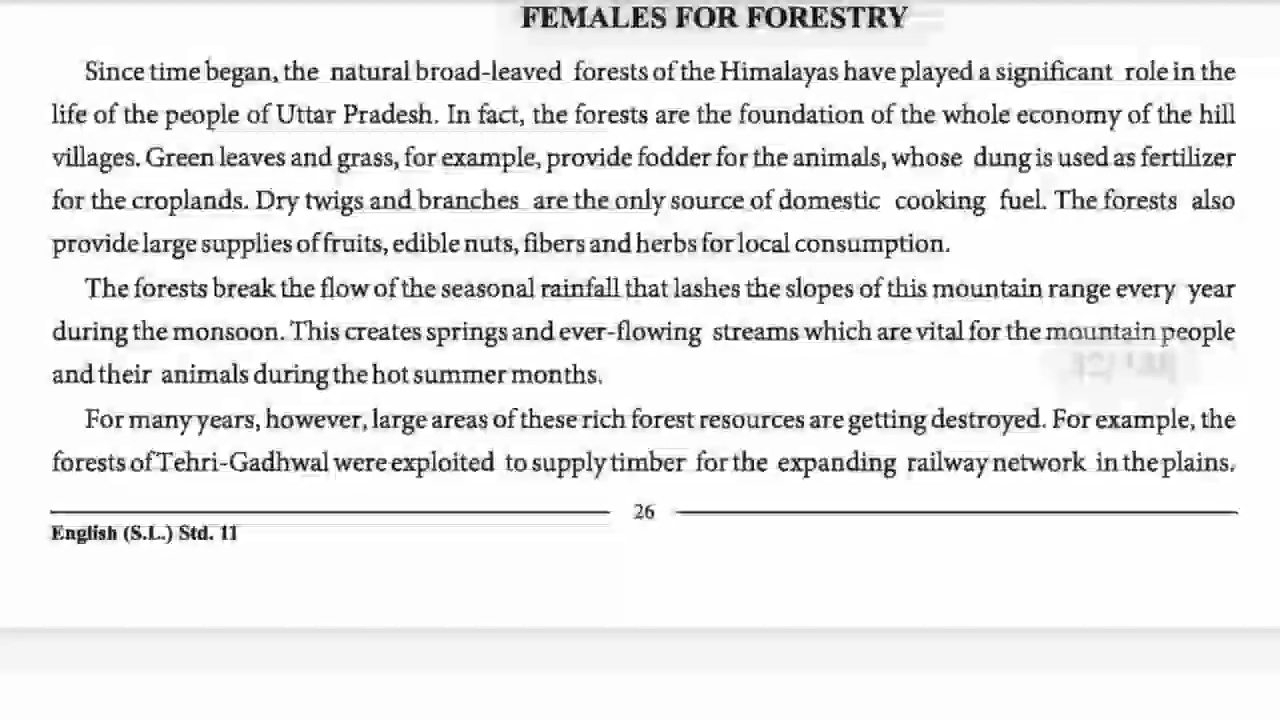 FEMALES FOR FORESTRY
Since time began, the natural broad-leaved forests of the Himalayas have played a significant role in the
life of the people of Uttar Pradesh. In fact, the forests are the foundation of the whole economy of the hill
villages. Green leaves and grass, for example, provide fodder for the animals, whose dung is used as fertilizer
for the croplands. Dry twigs and branches are the only source of domestic cooking fuel. The forests also
provide large supplies of fruits, edible nuts, fibers and herbs for local consumption.
The forests break the flow of the seasonal rainfall that lashes the slopes of this mountain range every year
during the monsoon. This creates springs and ever-flowing streams which are vital for the mountain people
and their animals during the hot summer months.
For many years, however, large areas of these rich forest resources are getting destroyed. For example, the
forests of Tehri-Gadhwal were exploited to supply timber for the expanding railway network in the plains.
26
English (S.L.) Std. 11